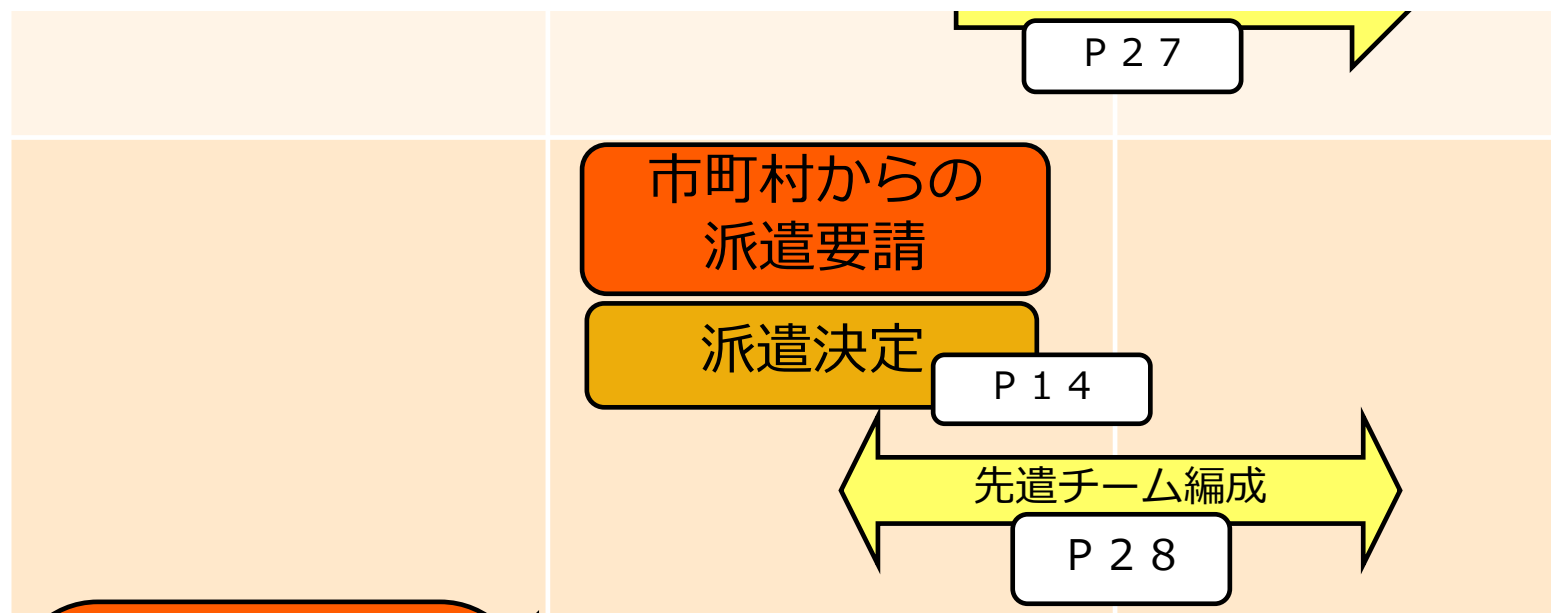 Ｐ２７
市町村からの
派遣要請
派遣決定
Ｐ１４
先遣チーム編成
Ｐ２８